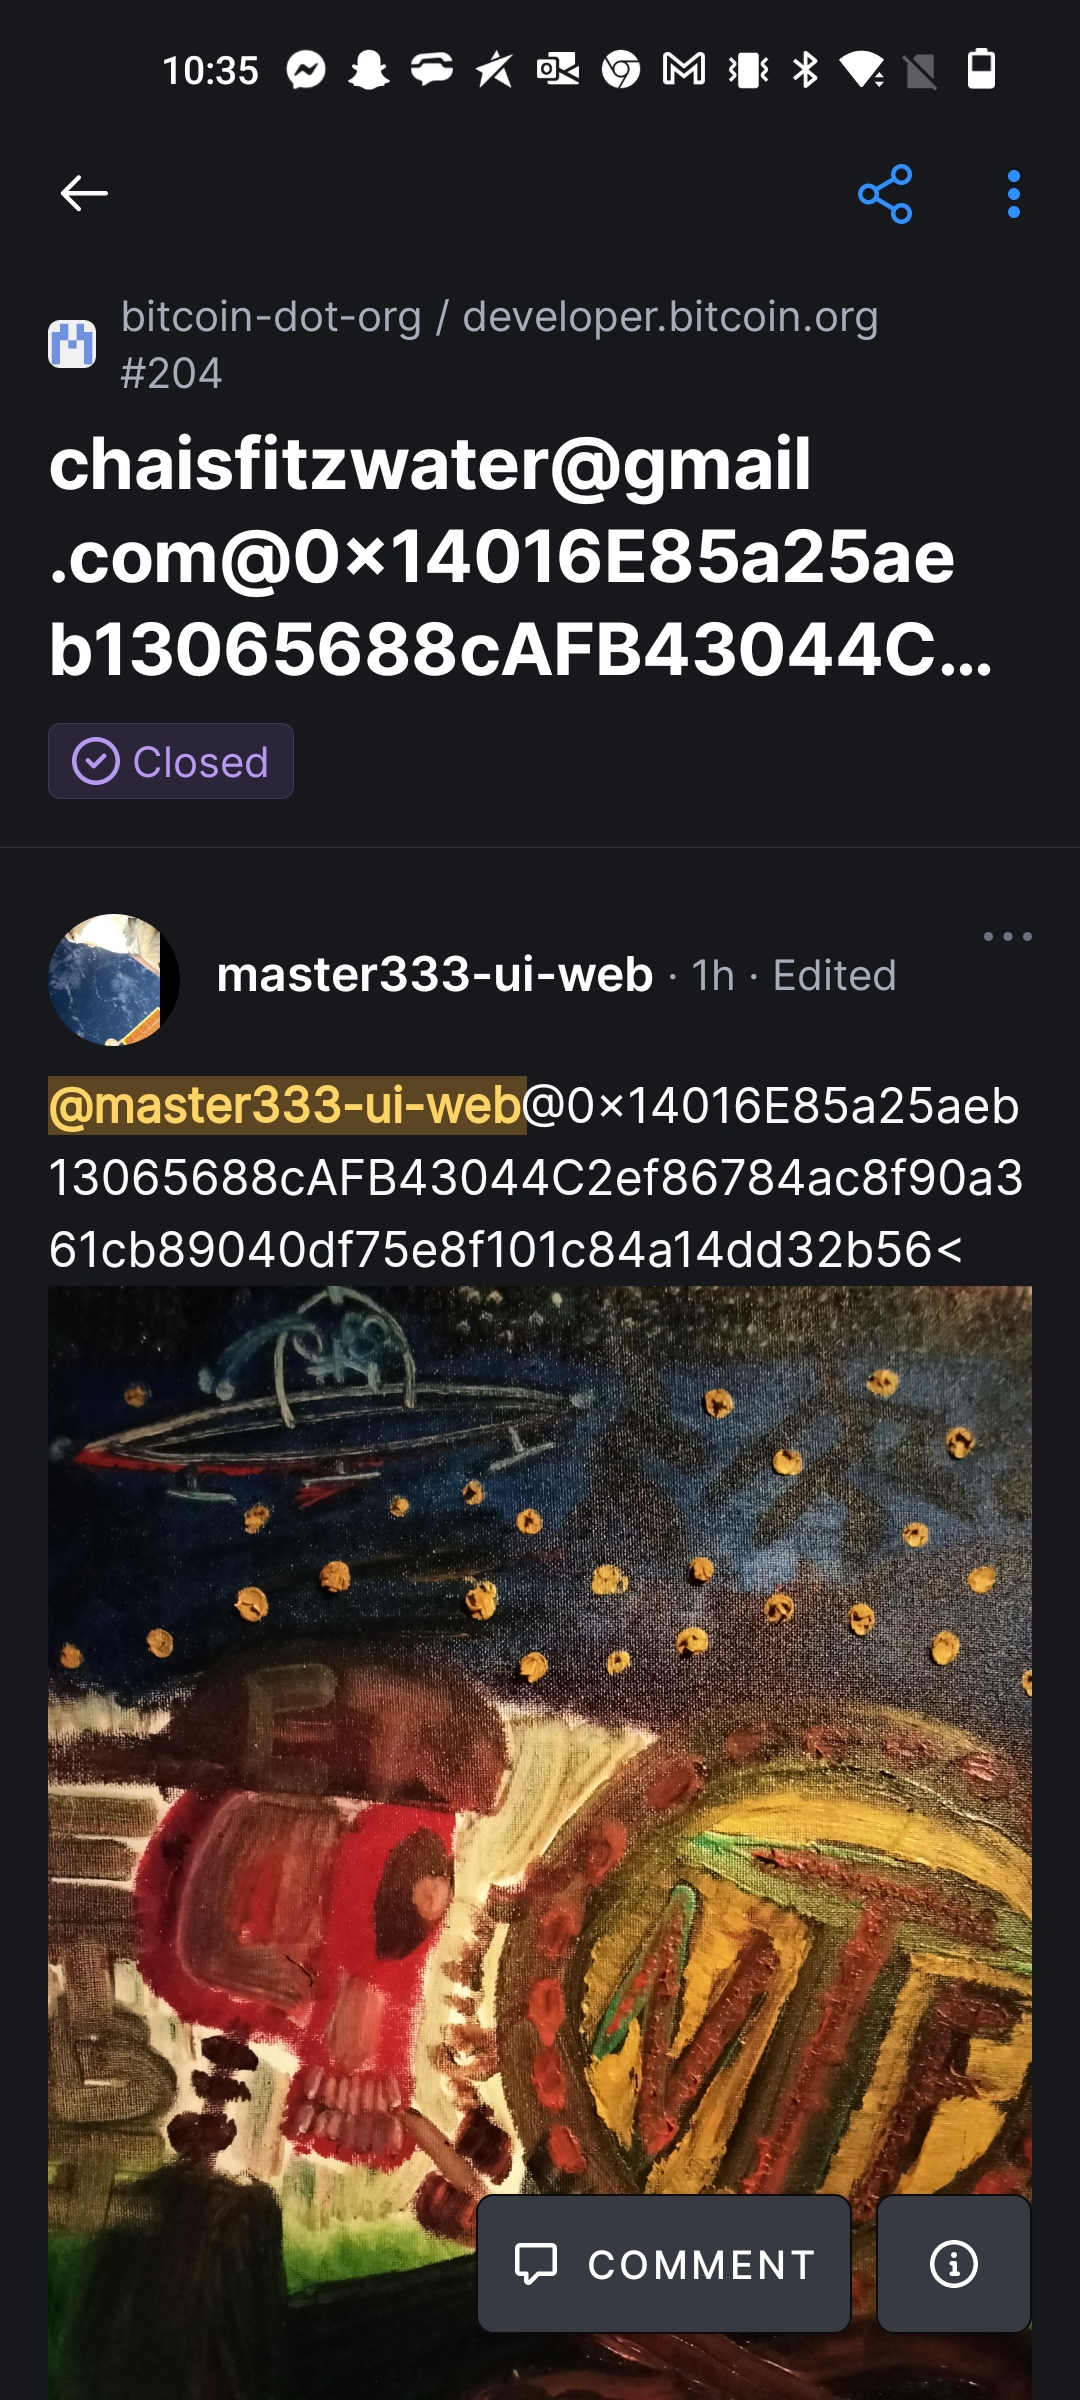 10:35
bitcoin-dot-org / developer.bitcoin.org
#204
chaisfitzwater@gmail
.com@0×14016E85a25ae
b13065688cAFB43044C...
Closed
master333-ui-web · 1h · Edited
@master333-ui-web@0×14016E85a25aeb
13065688cAFB43044C2ef86784ac8f90a3
61cb89040df75e8f101c84a14dd32b56<
COMMENT